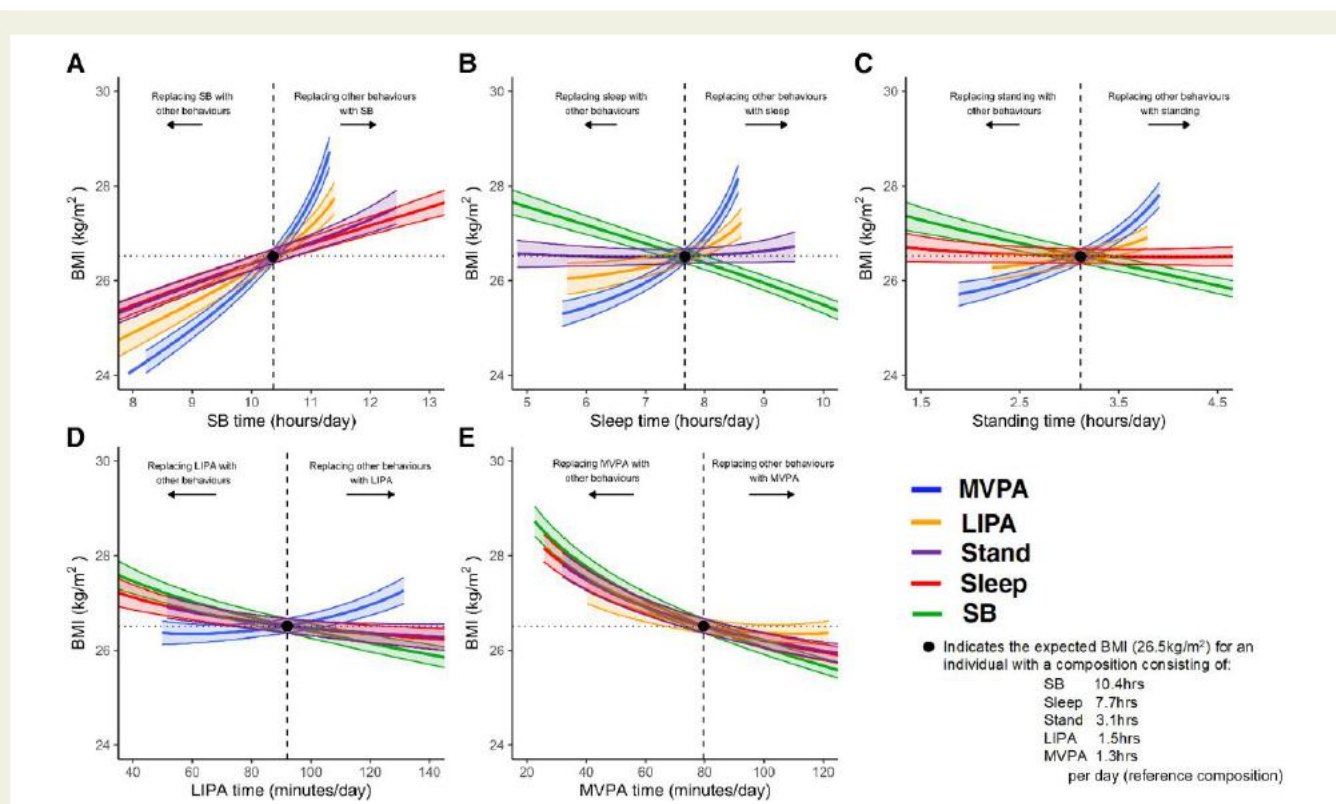 A
30
28
26
24
BMI (kg/m²)
Replacing SB with
other behaviours
Replacing other behaviours
with SB
8
9
10
11
12
13
SB time (hours/day)
B
30
28
26
24
BMI (kg/m²)
Replacing sleep with
other behaviours
Replacing other behaviours
with sleep
5
6
7
8
9
10
Sleep time (hours/day)
C
30
28
26
24
BMI (kg/m²)
Replacing standing with
other behaviours
Replacing other behaviours
with standing
1.5
2.5
3.5
4.5
Standing time (hours/day)
D
30
28
26
24
BMI (kg/m²)
Replacing LIPA with
other behaviours
Replacing other behaviours
with LIPA
40
60
80
100
120
140
LIPA time (minutes/day)
E
30
28
26
24
BMI (kg/m²)
Replacing MVPA with
other behaviours
Replacing other behaviours
with MVPA
20
40
60
80
100
120
MVPA time (minutes/day)
MVPA
LIPA
Stand
Sleep
SB
Indicates the expected BMI (26.5kg/m²) for an
individual with a composition consisting of:
SB 10.4hrs
Sleep 7.7hrs
Stand 3.1hrs
LIPA 1.5hrs
MVPA 1.3hrs
per day (reference composition)